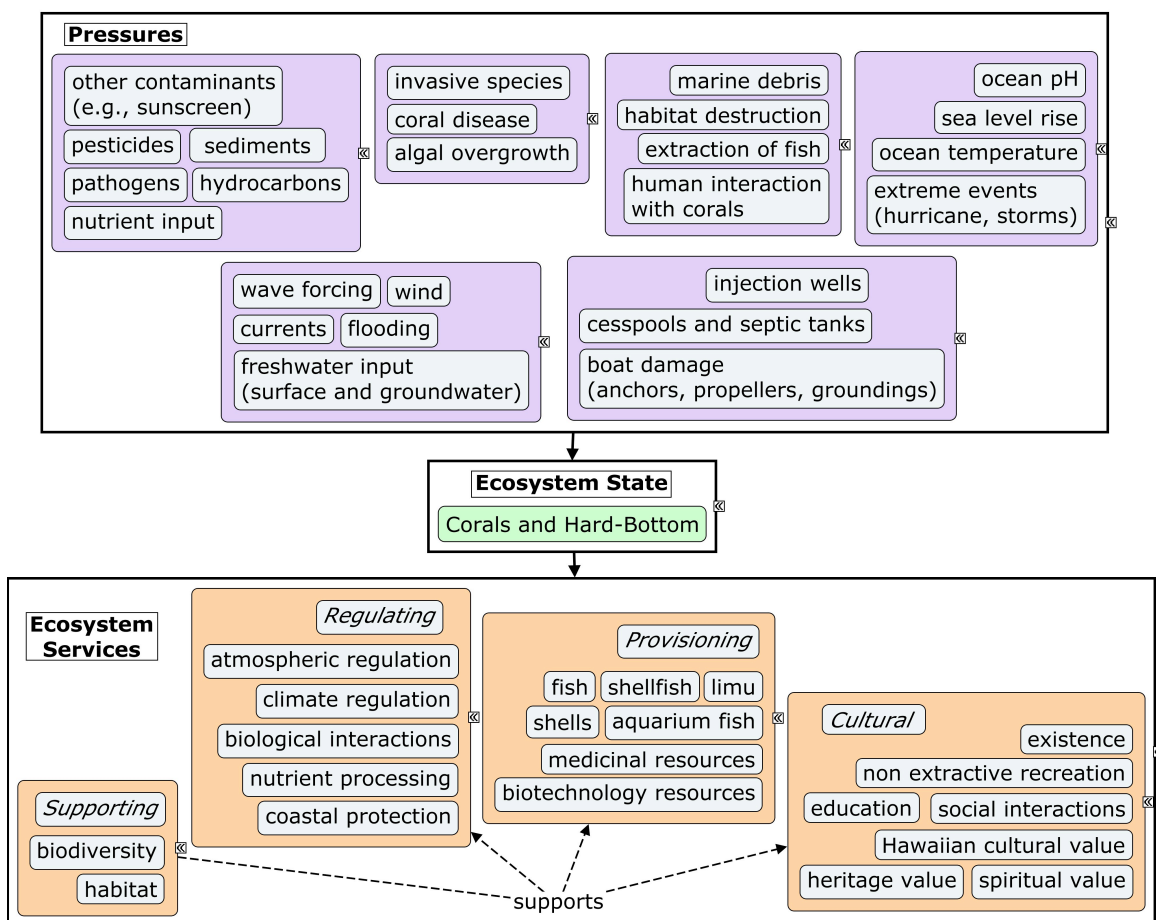 Pressures
other contaminants
(e.g., sunscreen)
pesticides
sediments
pathogens
hydrocarbons
nutrient input
invasive species
coral disease
algal overgrowth
marine debris
habitat destruction
extraction of fish
human interaction
with corals
ocean pH
sea level rise
ocean temperature
extreme events
(hurricane, storms)
wave forcing
wind
currents
flooding
freshwater input
(surface and groundwater)
injection wells
cesspools and septic tanks
boat damage
(anchors, propellers, groundings)
Ecosystem State
Corals and Hard-Bottom
Ecosystem
Services
Supporting
biodiversity
habitat
Regulating
atmospheric regulation
climate regulation
biological interactions
nutrient processing
coastal protection
Provisioning
fish
shellfish
limu
shells
aquarium fish
medicinal resources
biotechnology resources
Cultural
existence
non extractive recreation
education
social interactions
Hawaiian cultural value
heritage value
spiritual value
supports